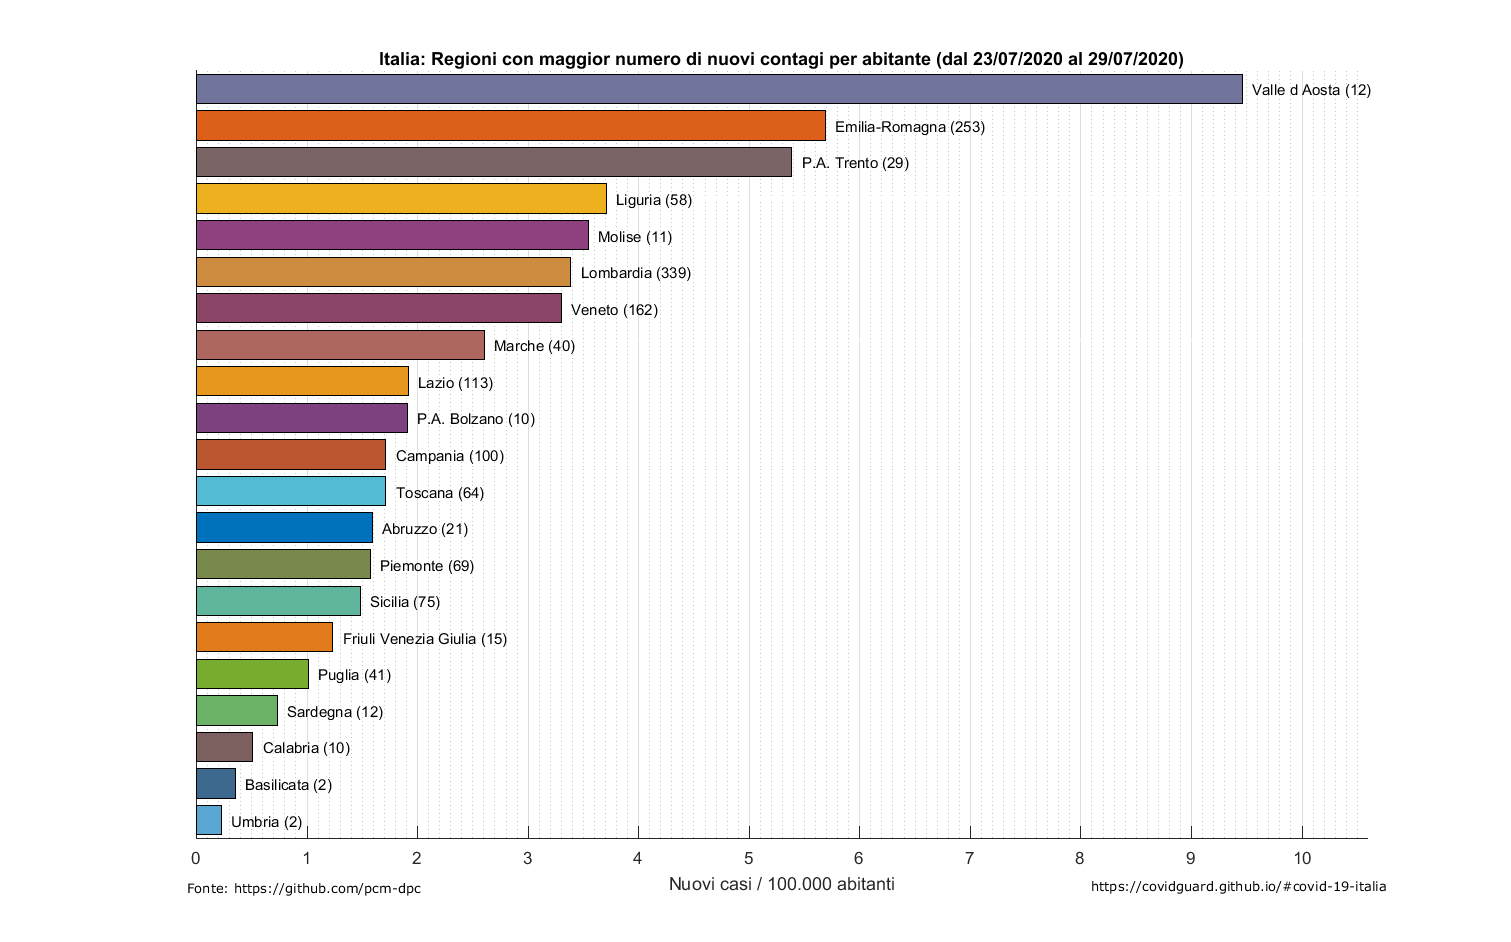 Italia: Regioni con maggior numero di nuovi contagi per abitante (dal 23/07/2020 al 29/07/2020)
Valle d Aosta (12)
Emilia-Romagna (253)
P.A. Trento (29)
Liguria (58)
Molise (11)
Lombardia (339)
Veneto (162)
Marche (40)
Lazio (113)
P.A. Bolzano (10)
Campania (100)
Toscana (64)
Abruzzo (21)
Piemonte (69)
Sicilia (75)
Friuli Venezia Giulia (15)
Puglia (41)
Sardegna (12)
Calabria (10)
Basilicata (2)
Umbria (2)
0 1 2 3 4 5 6 7 8 9 10
Nuovi casi / 100.000 abitanti
Fonte: https://github.com/pcm-dpc
https://covidguard.github.io/#covid-19-italia